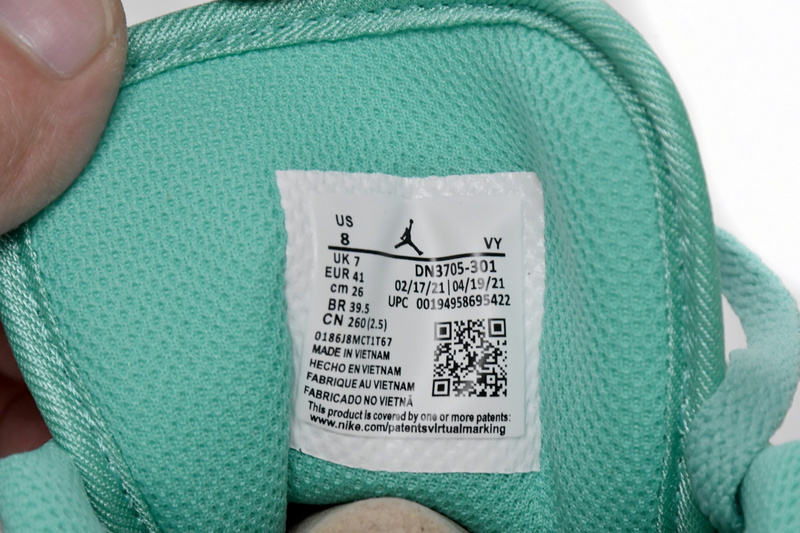 US
8 VY
UK 7
EUR 41
cm 26
BR 39.5
CN 260(2.5)
DN3705-301
02/17/21|04/19/21
UPC 00194958695422
0186J8MCT1T67
MADE IN VIETNAM
HECHO EN VIETNAM
FABRIQUE AU VIETNAM
FABRICADO NO VIETNÃ
This product is covered by one or more patents:
www.nike.com/patentsvirtualmarking